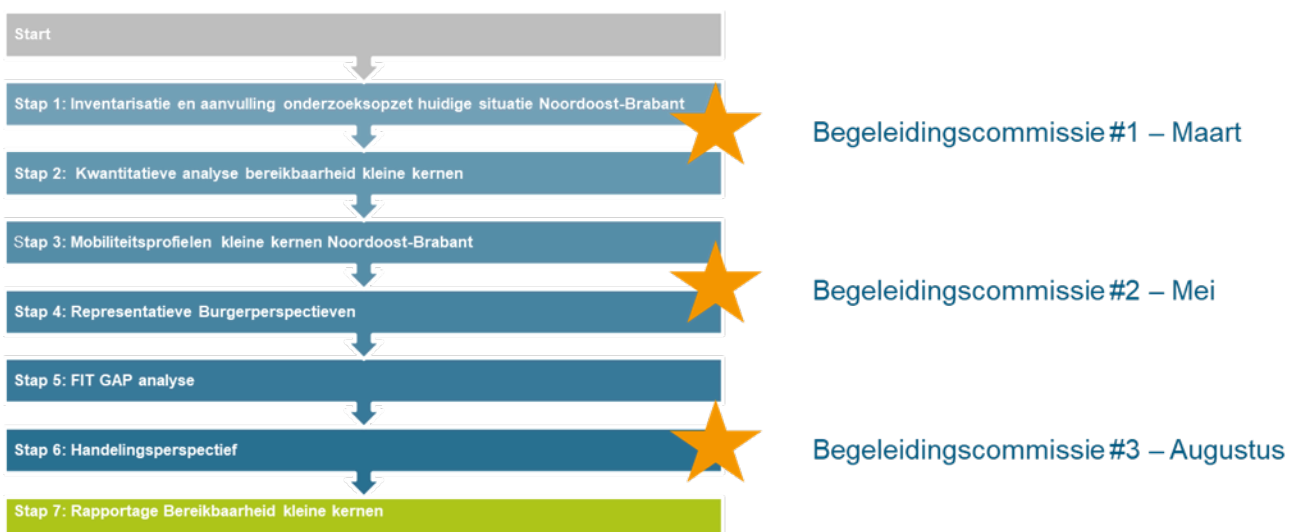 Start
Stap 1: Inventarisatie en aanvulling onderzoeksopzet huidige situatie Noordoost-Brabant
Begeleidingscommissie #1 – Maart
Stap 2: Kwantitatieve analyse bereikbaarheid kleine kernen
Stap 3: Mobiliteitsprofielen kleine kernen Noordoost-Brabant
Begeleidingscommissie #2 – Mei
Stap 4: Representatieve Burgerperspectieven
Stap 5: FIT GAP analyse
Stap 6: Handelingsperspectief
Begeleidingscommissie #3 – Augustus
Stap 7: Rapportage Bereikbaarheid kleine kernen